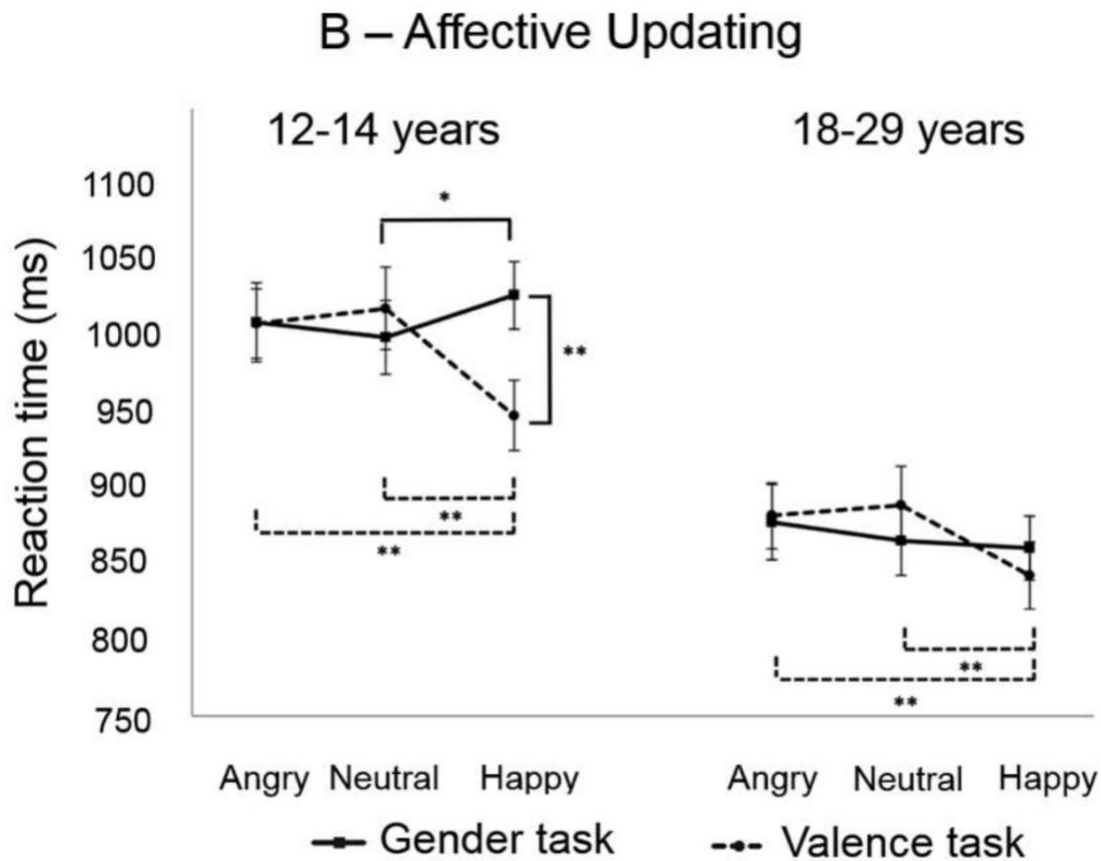 B – Affective Updating
12-14 years
18-29 years
1100
1050
1000
950
900
850
800
750
Reaction time (ms)
*
**
**
**
**
**
Angry Neutral Happy
Angry Neutral Happy
Gender task
Valence task